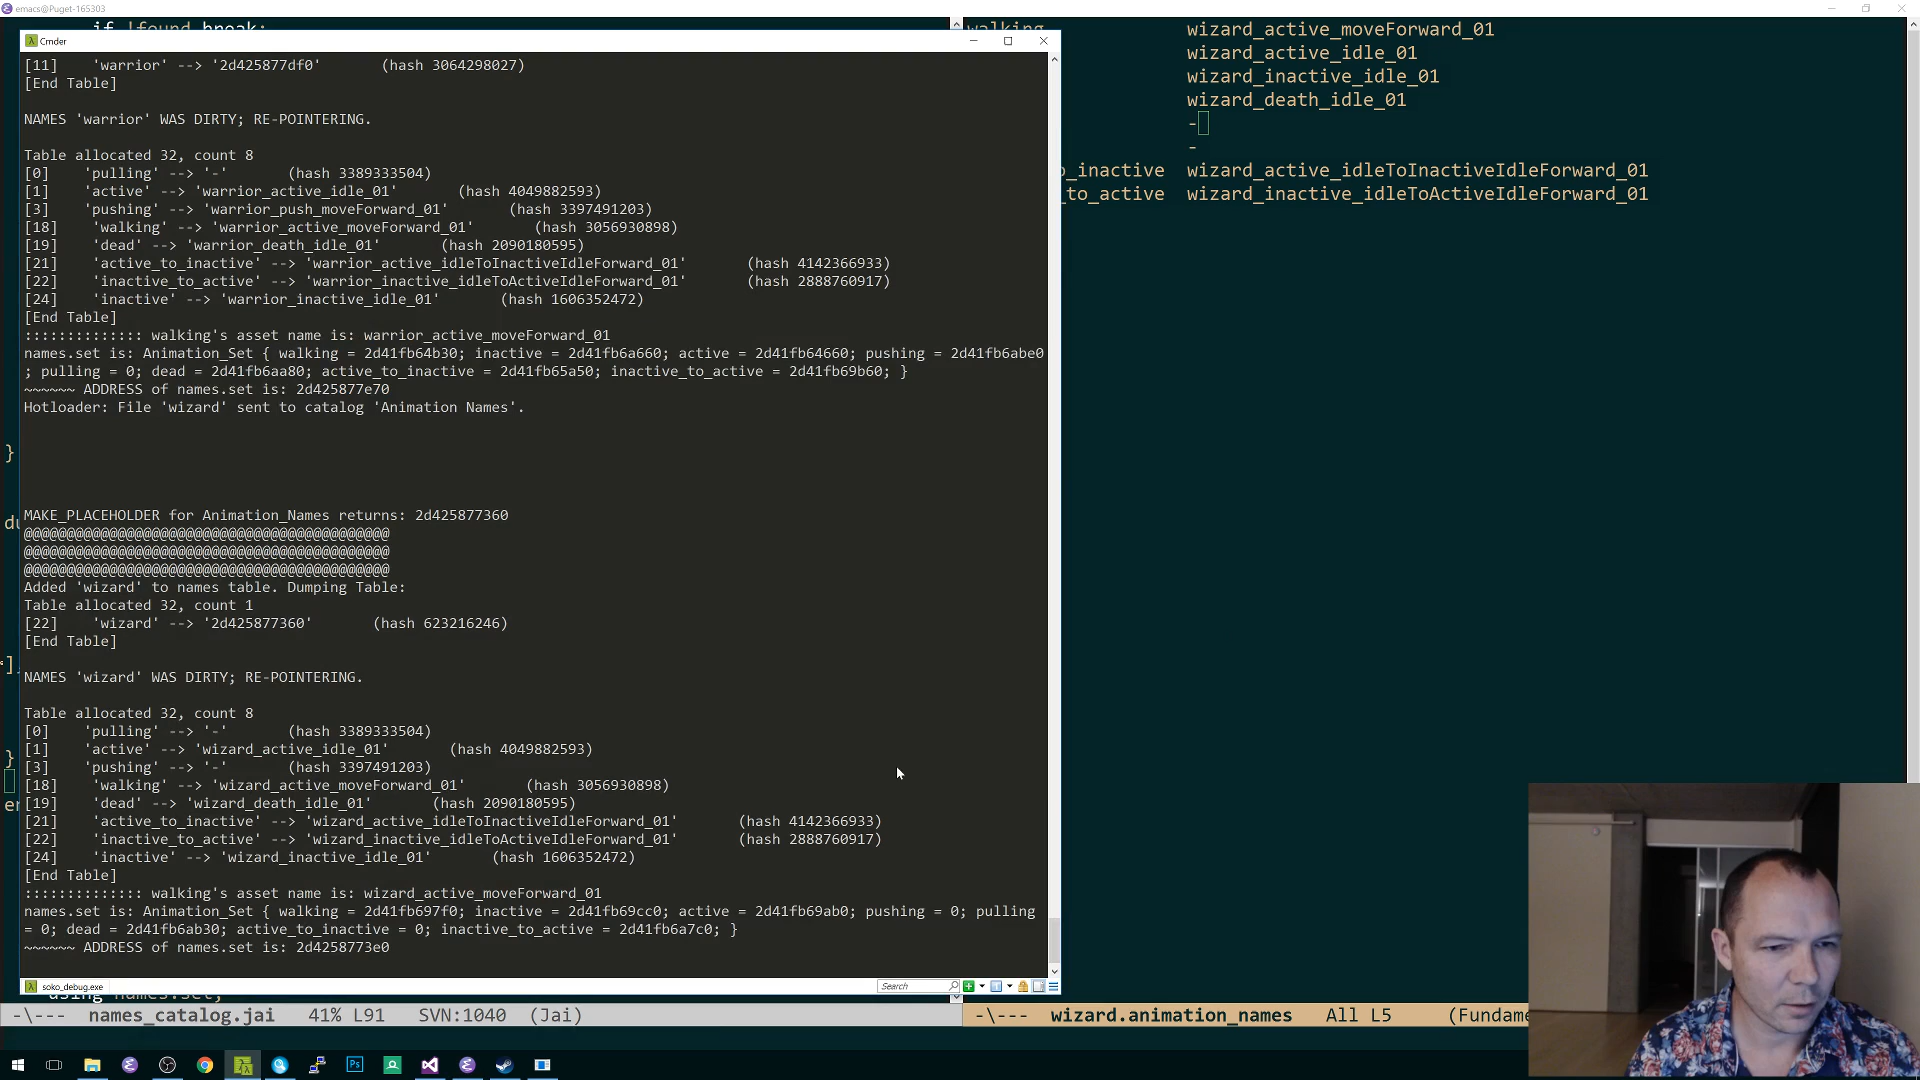 emacs@Puget-165303
if !found break;
Cmder
[11] 'warrior' --> '2d425877df0' (hash 3064298027)
[End Table]
NAMES 'warrior' WAS DIRTY; RE-POINTERING.
Table allocated 32, count 8
[0] 'pulling' --> '-' (hash 3389333504)
[1] 'active' --> 'warrior_active_idle_01' (hash 4049882593)
[3] 'pushing' --> 'warrior_push_moveForward_01' (hash 3397491203)
[18] 'walking' --> 'warrior_active_moveForward_01' (hash 3056930898)
[19] 'dead' --> 'warrior_death_idle_01' (hash 2090180595)
[21] 'active_to_inactive' --> 'warrior_active_idleToInactiveIdleForward_01' (hash 4142366933)
[22] 'inactive_to_active' --> 'warrior_inactive_idleToActiveIdleForward_01' (hash 2888760917)
[24] 'inactive' --> 'warrior_inactive_idle_01' (hash 1606352472)
[End Table]
:::::::::::::: walking's asset name is: warrior_active_moveForward_01
names.set is: Animation_Set { walking = 2d41fb64b30; inactive = 2d41fb6a660; active = 2d41fb64660; pushing = 2d41fb6abe0
; pulling = 0; dead = 2d41fb6aa80; active_to_inactive = 2d41fb65a50; inactive_to_active = 2d41fb69b60; }
~~~~~~ ADDRESS of names.set is: 2d425877e70
Hotloader: File 'wizard' sent to catalog 'Animation Names'.
MAKE_PLACEHOLDER for Animation_Names returns: 2d425877360
@@@@@@@@@@@@@@@@@@@@@@@@@@@@@@@@@@@@@@@@@@@
@@@@@@@@@@@@@@@@@@@@@@@@@@@@@@@@@@@@@@@@@@@
@@@@@@@@@@@@@@@@@@@@@@@@@@@@@@@@@@@@@@@@@@@
Added 'wizard' to names table. Dumping Table:
Table allocated 32, count 1
[22] 'wizard' --> '2d425877360' (hash 623216246)
[End Table]
NAMES 'wizard' WAS DIRTY; RE-POINTERING.
Table allocated 32, count 8
[0] 'pulling' --> '-' (hash 3389333504)
[1] 'active' --> 'wizard_active_idle_01' (hash 4049882593)
[3] 'pushing' --> '-' (hash 3397491203)
[18] 'walking' --> 'wizard_active_moveForward_01' (hash 3056930898)
[19] 'dead' --> 'wizard_death_idle_01' (hash 2090180595)
[21] 'active_to_inactive' --> 'wizard_active_idleToInactiveIdleForward_01' (hash 4142366933)
[22] 'inactive_to_active' --> 'wizard_inactive_idleToActiveIdleForward_01' (hash 2888760917)
[24] 'inactive' --> 'wizard_inactive_idle_01' (hash 1606352472)
[End Table]
:::::::::::::: walking's asset name is: wizard_active_moveForward_01
names.set is: Animation_Set { walking = 2d41fb697f0; inactive = 2d41fb69cc0; active = 2d41fb69ab0; pushing = 0; pulling
= 0; dead = 2d41fb6ab30; active_to_inactive = 0; inactive_to_active = 2d41fb6a7c0; }
~~~~~~ ADDRESS of names.set is: 2d4258773e0
soko_debug.exe
Search
using names.set;
-\--- names_catalog.jai 41% L91 SVN:1040 (Jai)
}
du
}
er
walking wizard_active_moveForward_01
wizard_active_idle_01
wizard_inactive_idle_01
wizard_death_idle_01
-
-
o_inactive wizard_active_idleToInactiveIdleForward_01
_to_active wizard_inactive_idleToActiveIdleForward_01
-\--- wizard.animation_names All L5 (Fundame